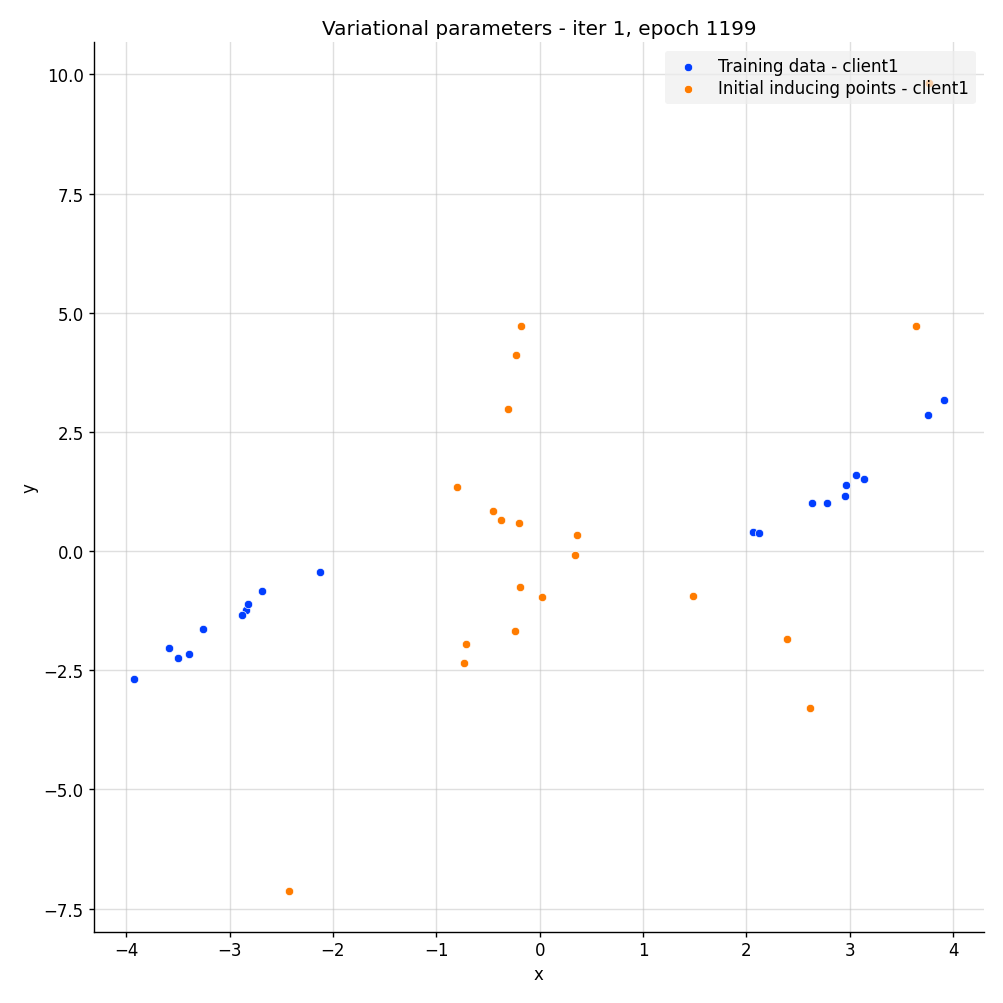 Variational parameters - iter 1, epoch 1199
Training data - client1
Initial inducing points - client1
10.0
7.5
5.0
2.5
0.0
−2.5
−5.0
−7.5
y
−4 −3 −2 −1 0 1 2 3 4
x